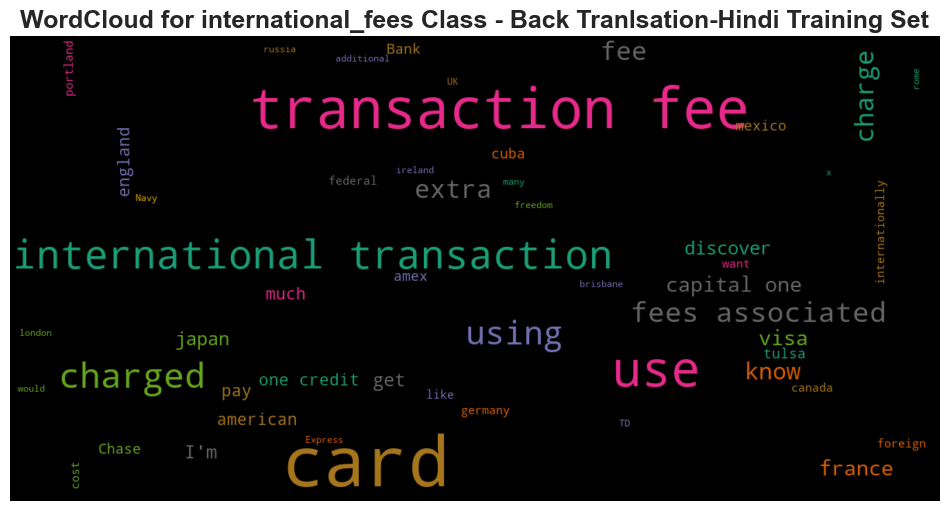 WordCloud for international_fees Class - Back Tranlsation-Hindi Training Set
portland
russia
Bank
additional
fee
UK
charge
rome
transaction fee
mexico
england
cuba
ireland
federal
many
x
Navy
extra
freedom
internationally
international transaction
discover
want
amex
brisbane
capital one
much
fees associated
london
japan
using
visa
tulsa
charged
one credit
get
use
know
would
pay
like
canada
american
germany
TD
Chase
I'm
Express
card
foreign
cost
france